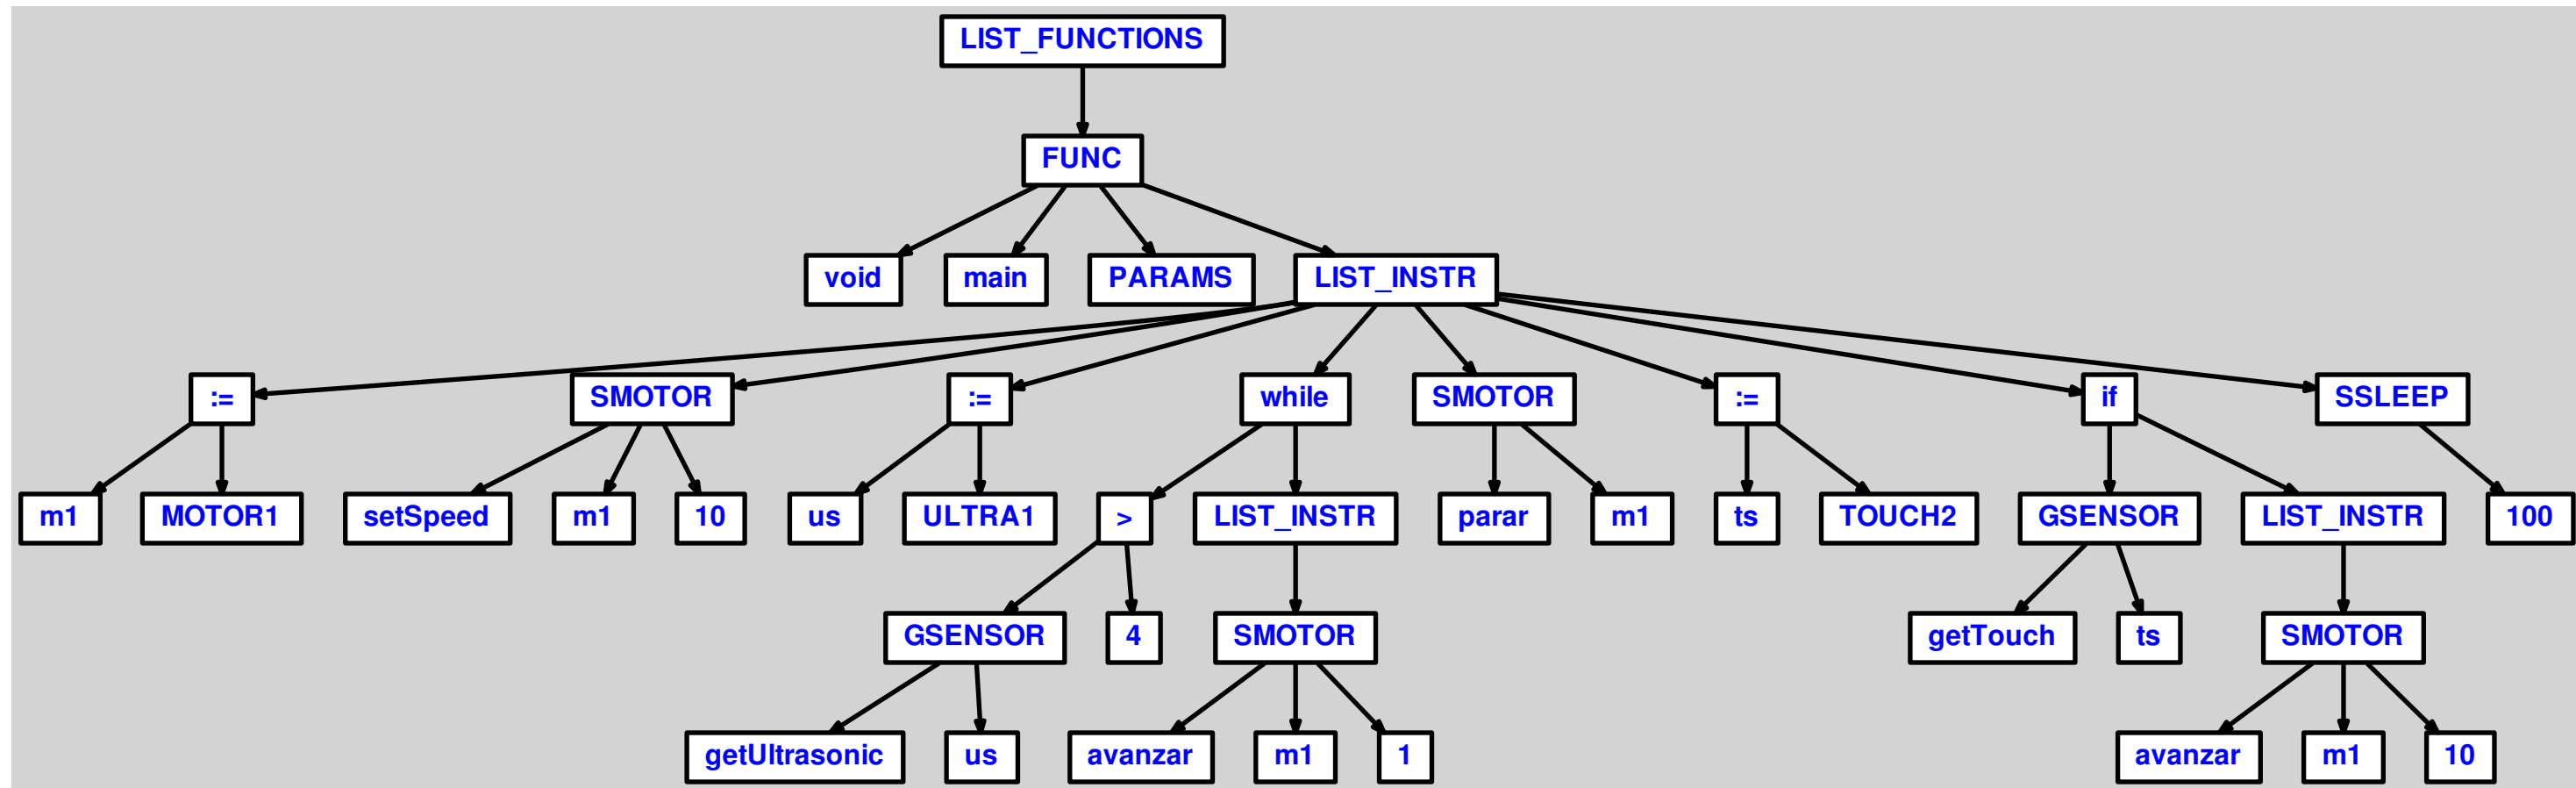 LIST_FUNCTIONS
FUNC
void main PARAMS LIST_INSTR
:= SMOTOR := while SMOTOR := if SSLEEP
m1 MOTOR1 setSpeed m1 10 us ULTRA1 > LIST_INSTR parar m1 ts TOUCH2 GSENSOR LIST_INSTR 100
GSENSOR 4 SMOTOR getTouch ts SMOTOR
getUltrasonic us avanzar m1 1 avanzar m1 10